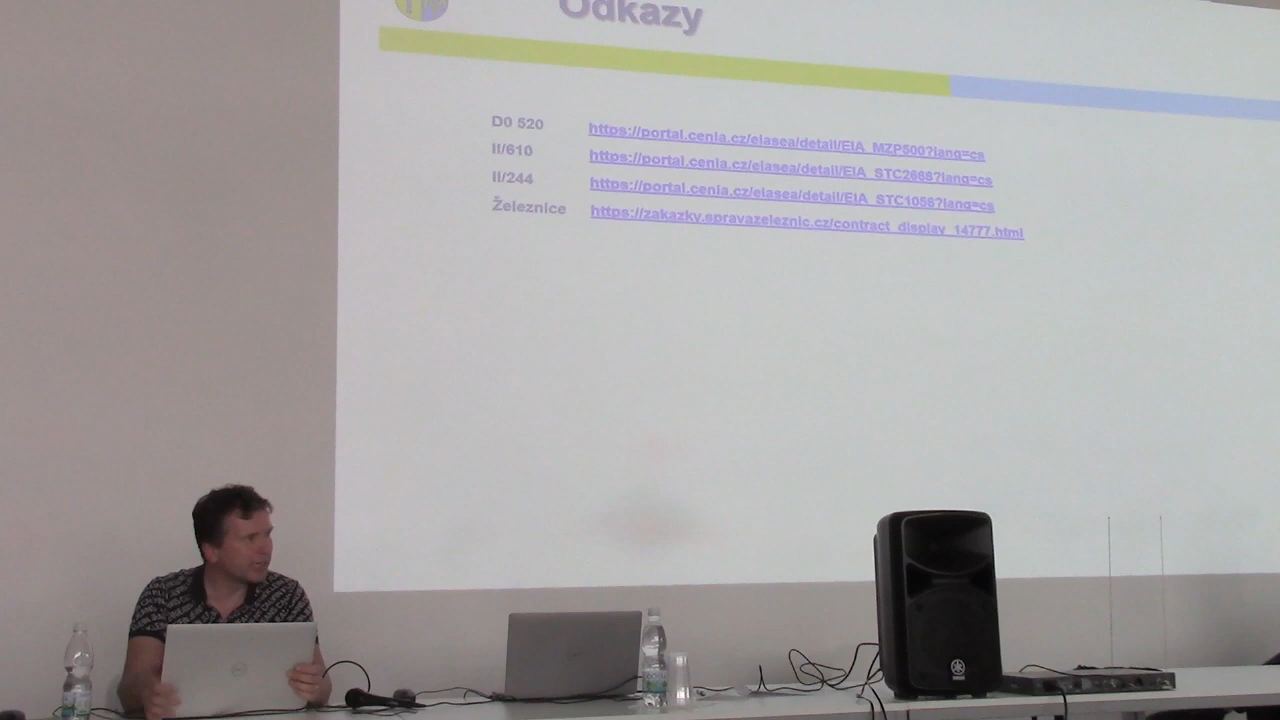 Odkazy
D0 520 https://portal.cenia.cz/eiasea/detail/EIA_MZP500?lang=cs
II/610 https://portal.cenia.cz/eiasea/detail/EIA_STC2668?lang=cs
II/244 https://portal.cenia.cz/eiasea/detail/EIA_STC1056?lang=cs
Železnice https://zakazky.spravazeleznic.cz/contract_display_14777.html
DELL
YAMAHA